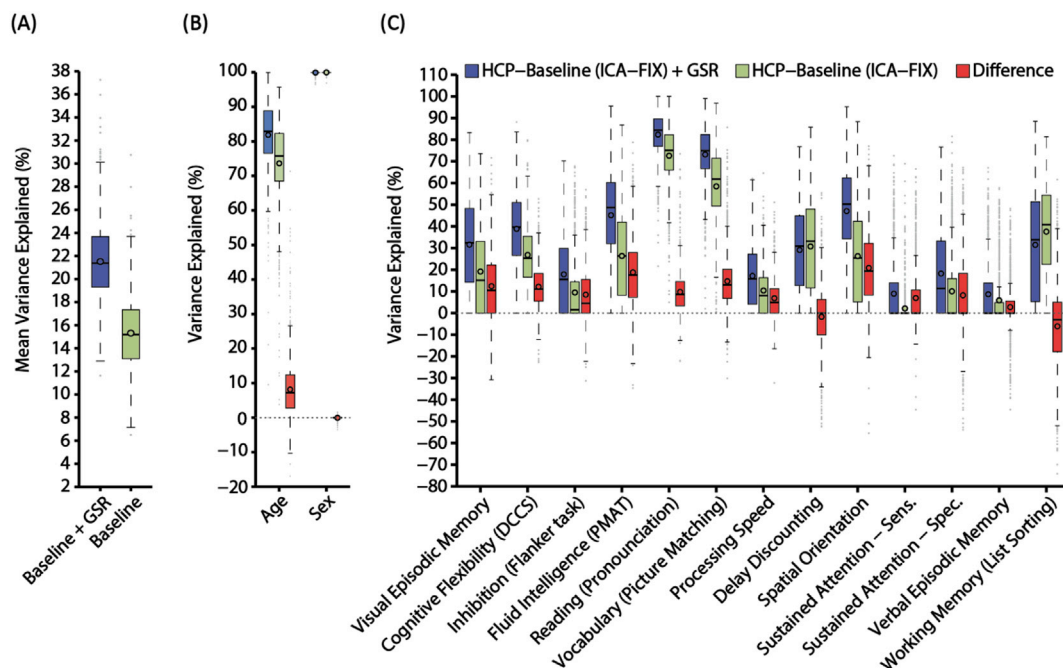 (A)
Mean Variance Explained (%)
38
36
34
32
30
28
26
24
22
20
18
16
14
12
10
8
6
4
2
Baseline + GSR
Baseline
(B)
Variance Explained (%)
100
90
80
70
60
50
40
30
20
10
0
−10
−20
Age
Sex
(C)
HCP−Baseline (ICA−FIX) + GSR
HCP−Baseline (ICA−FIX)
Difference
Variance Explained (%)
110
100
90
80
70
60
50
40
30
20
10
0
−10
−20
−30
−40
−50
−60
−70
−80
Visual Episodic Memory
Cognitive Flexibility (DCCS)
Inhibition (Flanker task)
Fluid Intelligence (PMAT)
Reading (Pronounciation)
Vocabulary (Picture Matching)
Processing Speed
Delay Discounting
Spatial Orientation
Sustained Attention − Sens.
Sustained Attention − Spec.
Verbal Episodic Memory
Working Memory (List Sorting)